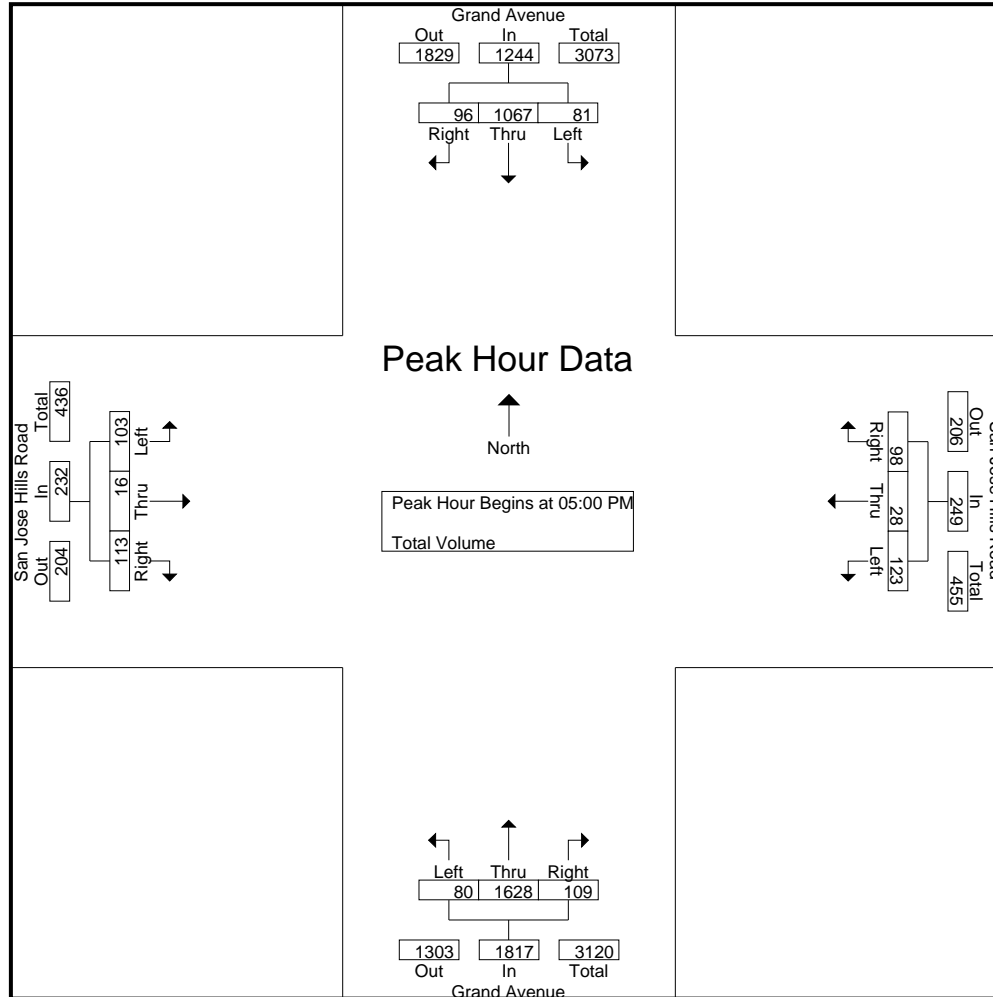 Grand Avenue
Out In Total
1829 1244 3073
96 1067 81
Right Thru Left
Peak Hour Data
North
Peak Hour Begins at 05:00 PM
Total Volume
San Jose Hills Road
Total In Out
436 232 204
103 16 113
Left Thru Right
Out In Total
206 249 455
98 28 123
Right Thru Left
Left Thru Right
80 1628 109
1303 1817 3120
Out In Total
Grand Avenue